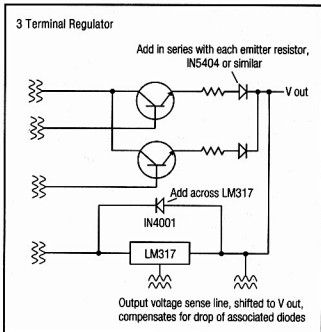 3 Terminal Regulator
Add in series with each emitter resistor,
IN5404 or similar
V out
Add across LM317
IN4001
LM317
Output voltage sense line, shifted to V out,
compensates for drop of associated diodes